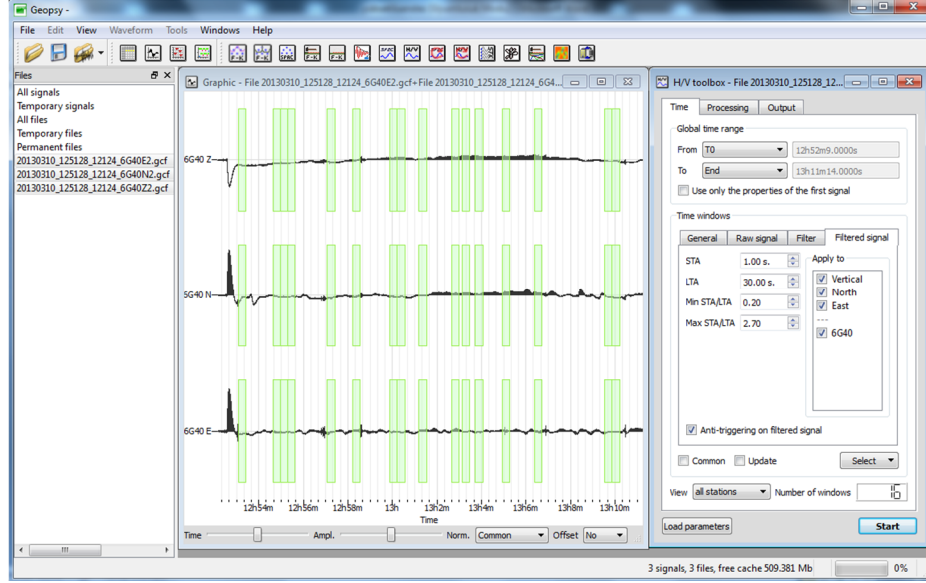 Geopsy -
File Edit View Waveform Tools Windows Help
Files
All signals
Temporary signals
All files
Temporary files
Permanent files
20130310_125128_12124_6G40E2.gcf
20130310_125128_12124_6G40N2.gcf
20130310_125128_12124_6G40Z2.gcf
Graphic - File 20130310_125128_12124_6G40E2.gcf+File 20130310_125128_12124_6G4...
6G40 Z
6G40 N
6G40 E
12h54m 12h56m 12h58m 13h 13h2m 13h4m 13h6m 13h8m 13h10m
Time
Time Ampl. Norm. Common Offset No
H/V toolbox - File 20130310_125128_12...
Time Processing Output
Global time range
From T0 12h52m9.0000s
To End 13h11m14.0000s
Use only the properties of the first signal
Time windows
General Raw signal Filter Filtered signal
STA 1.00 s.
LTA 30.00 s.
Min STA/LTA 0.20
Max STA/LTA 2.70
Apply to
Vertical
North
East
---
6G40
Anti-triggering on filtered signal
Common Update Select
View all stations Number of windows
Load parameters Start
3 signals, 3 files, free cache 509.381 Mb 0%